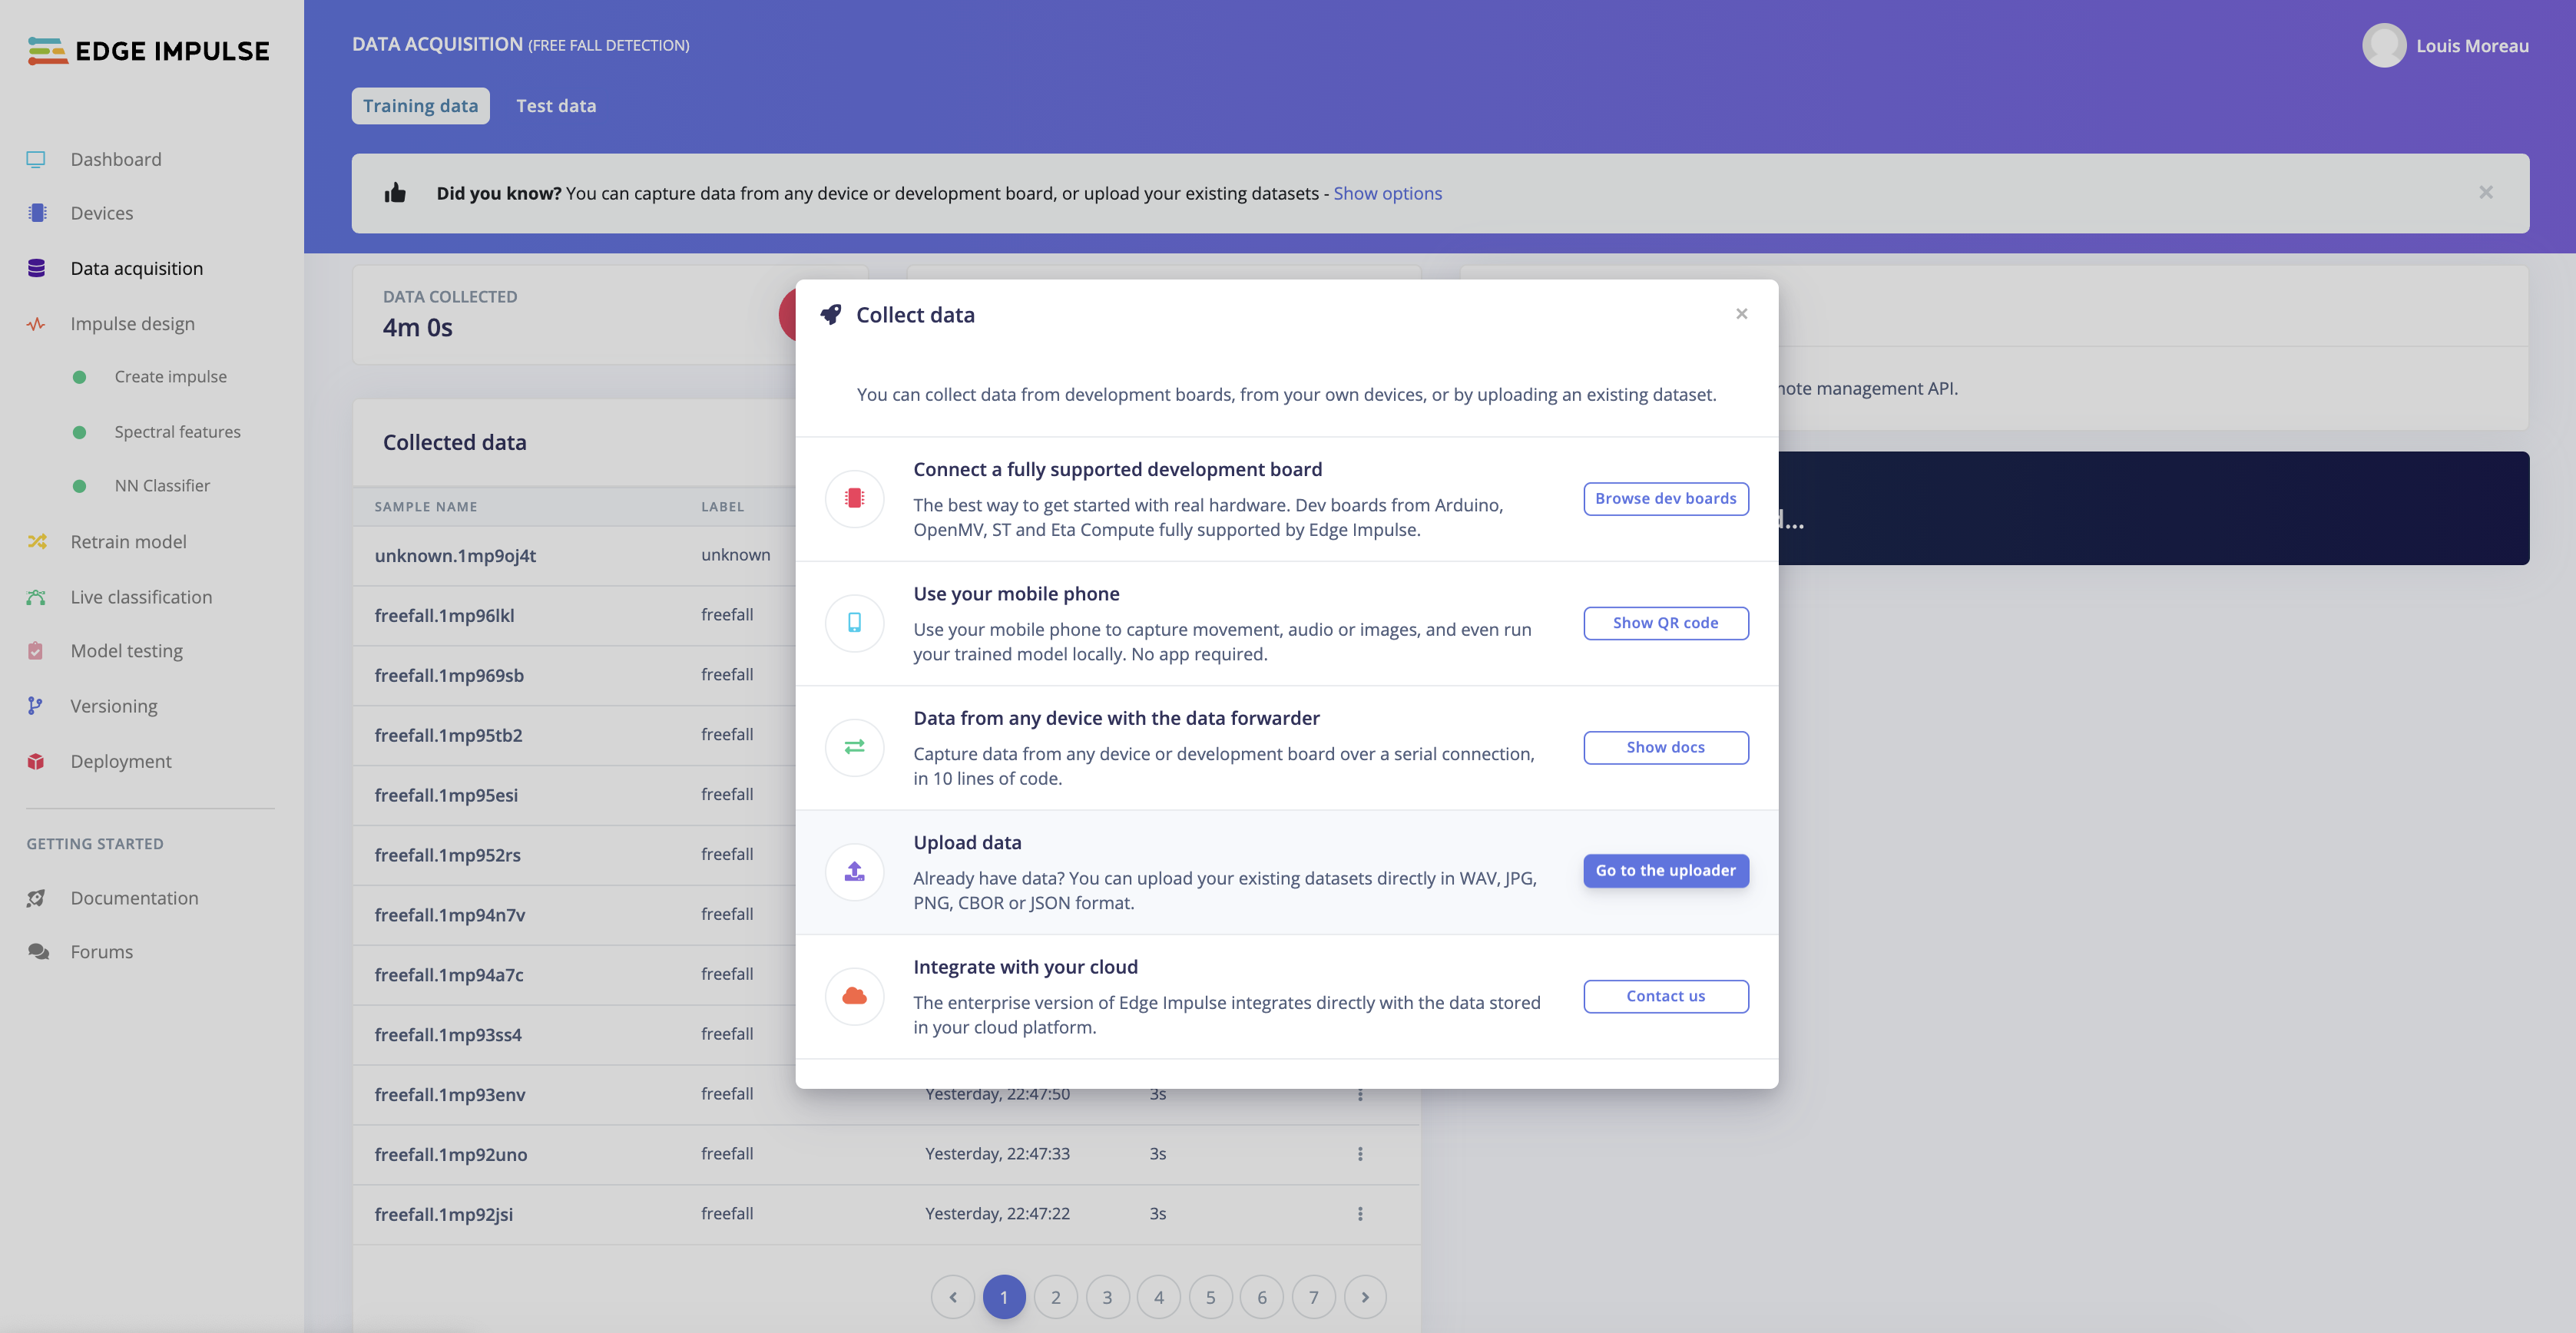 EDGE IMPULSE
Dashboard
Devices
Data acquisition
Impulse design
Create impulse
Spectral features
NN Classifier
Retrain model
Live classification
Model testing
Versioning
Deployment
GETTING STARTED
Documentation
Forums
DATA ACQUISITION (FREE FALL DETECTION)
Louis Moreau
Training data Test data
Did you know? You can capture data from any device or development board, or upload your existing datasets - Show options
×
DATA COLLECTED
4m 0s
Collected data
SAMPLE NAME LABEL
unknown.1mp9oj4t unknown
freefall.1mp96lkl freefall
freefall.1mp969sb freefall
freefall.1mp95tb2 freefall
freefall.1mp95esi freefall
freefall.1mp952rs freefall
freefall.1mp94n7v freefall
freefall.1mp94a7c freefall
freefall.1mp93ss4 freefall
freefall.1mp93env freefall Yesterday, 22:47:50 3s
freefall.1mp92uno freefall Yesterday, 22:47:33 3s
freefall.1mp92jsi freefall Yesterday, 22:47:22 3s
1 2 3 4 5 6 7
Collect data
×
You can collect data from development boards, from your own devices, or by uploading an existing dataset.
Connect a fully supported development board
The best way to get started with real hardware. Dev boards from Arduino,
OpenMV, ST and Eta Compute fully supported by Edge Impulse.
Browse dev boards
Use your mobile phone
Use your mobile phone to capture movement, audio or images, and even run
your trained model locally. No app required.
Show QR code
Data from any device with the data forwarder
Capture data from any device or development board over a serial connection,
in 10 lines of code.
Show docs
Upload data
Already have data? You can upload your existing datasets directly in WAV, JPG,
PNG, CBOR or JSON format.
Go to the uploader
Integrate with your cloud
The enterprise version of Edge Impulse integrates directly with the data stored
in your cloud platform.
Contact us
management API.